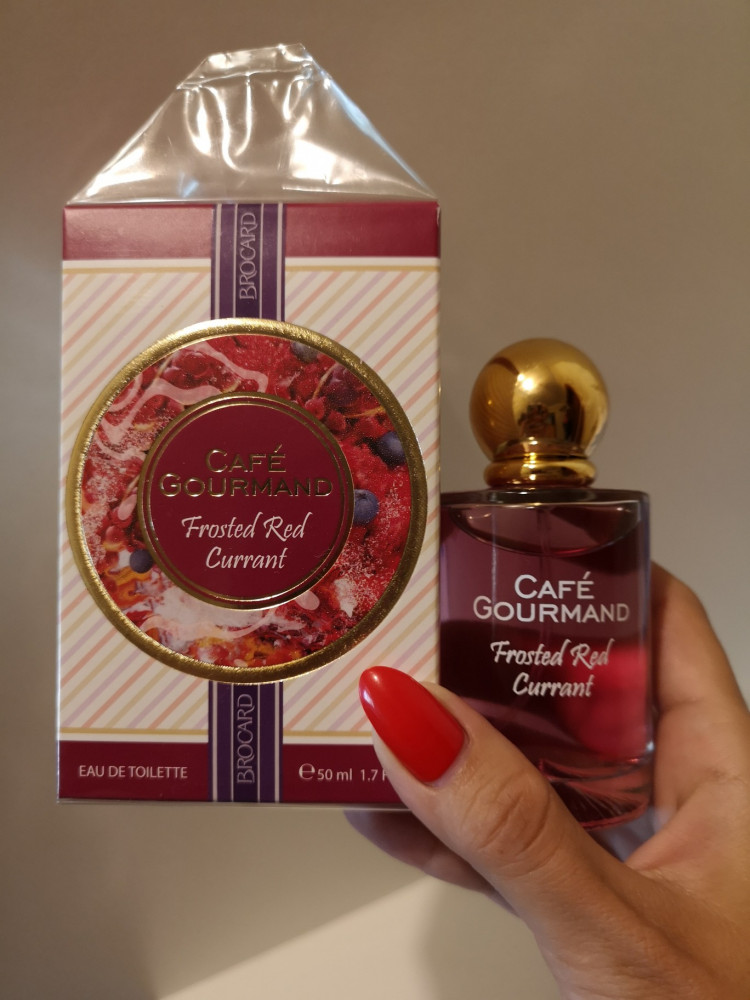 BROCARD
CAFÉ
GOURMAND
Frosted Red
Currant
BROCARD
EAU DE TOILETTE
℮50 ml 1.7
CAFÉ
GOURMAND
Frosted Red
Currant